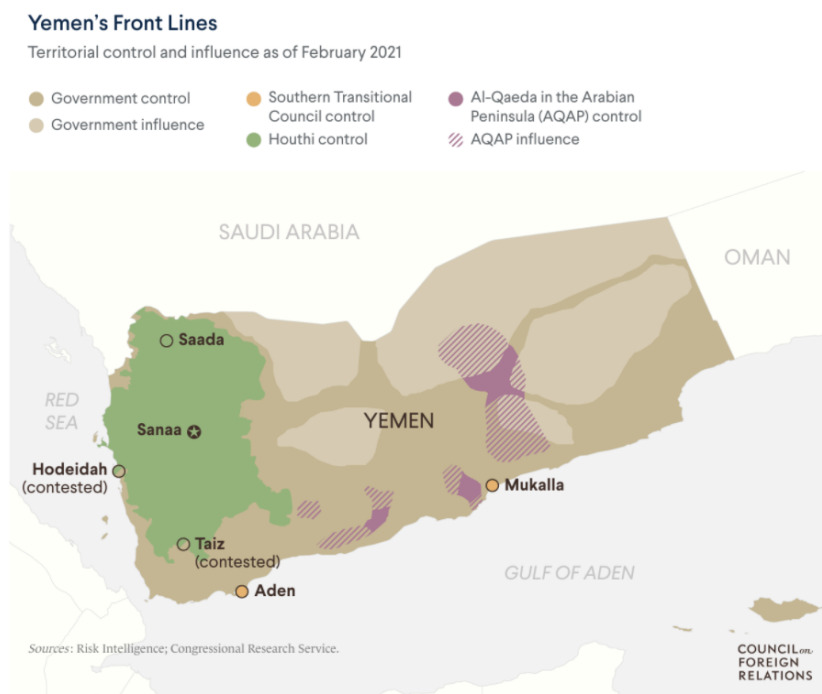 Yemen's Front Lines
Territorial control and influence as of February 2021
Government control
Government influence
Southern Transitional
Council control
Houthi control
Al-Qaeda in the Arabian
Peninsula (AQAP) control
AQAP influence
SAUDI ARABIA
OMAN
Saada
RED
SEA
Sanaa
YEMEN
Hodeidah
(contested)
Mukalla
Taiz
(contested)
GULF OF ADEN
Aden
Sources: Risk Intelligence; Congressional Research Service.
COUNCIL on
FOREIGN
RELATIONS